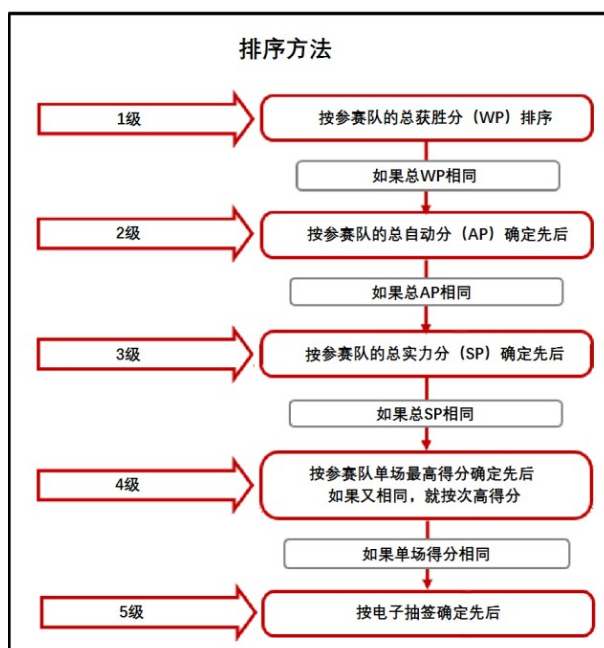 排序方法
1级
按参赛队的总获胜分（WP）排序
如果总WP相同
2级
按参赛队的总自动分（AP）确定先后
如果总AP相同
3级
按参赛队的总实力分（SP）确定先后
如果总SP相同
4级
按参赛队单场最高得分确定先后
如果又相同，就按次高得分
如果单场得分相同
5级
按电子抽签确定先后